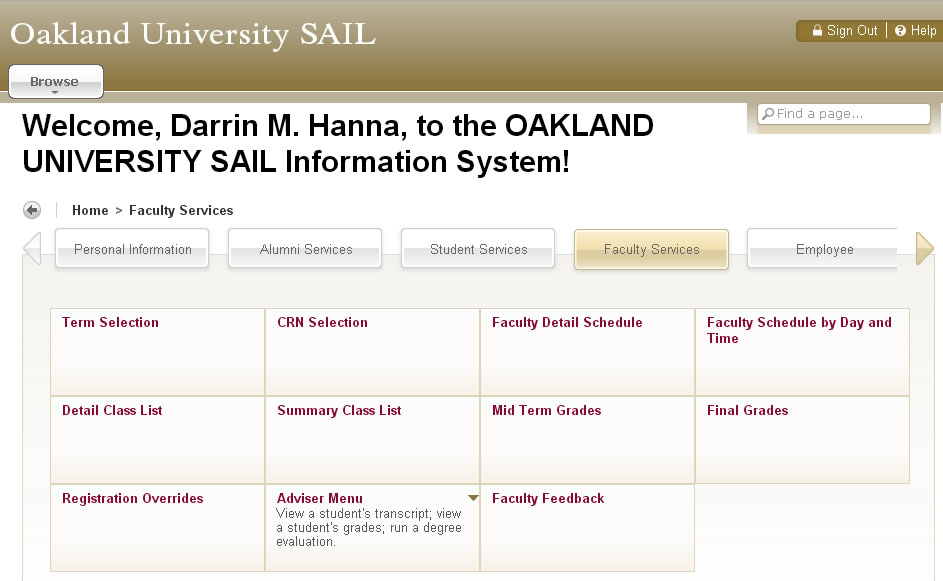 Oakland University SAIL
Sign Out | Help
Browse
Find a page...
Welcome, Darrin M. Hanna, to the OAKLAND
UNIVERSITY SAIL Information System!
Home > Faculty Services
Personal Information
Alumni Services
Student Services
Faculty Services
Employee
Term Selection
CRN Selection
Faculty Detail Schedule
Faculty Schedule by Day and
Time
Detail Class List
Summary Class List
Mid Term Grades
Final Grades
Registration Overrides
Adviser Menu
View a student's transcript; view
a student's grades; run a degree
evaluation.
Faculty Feedback